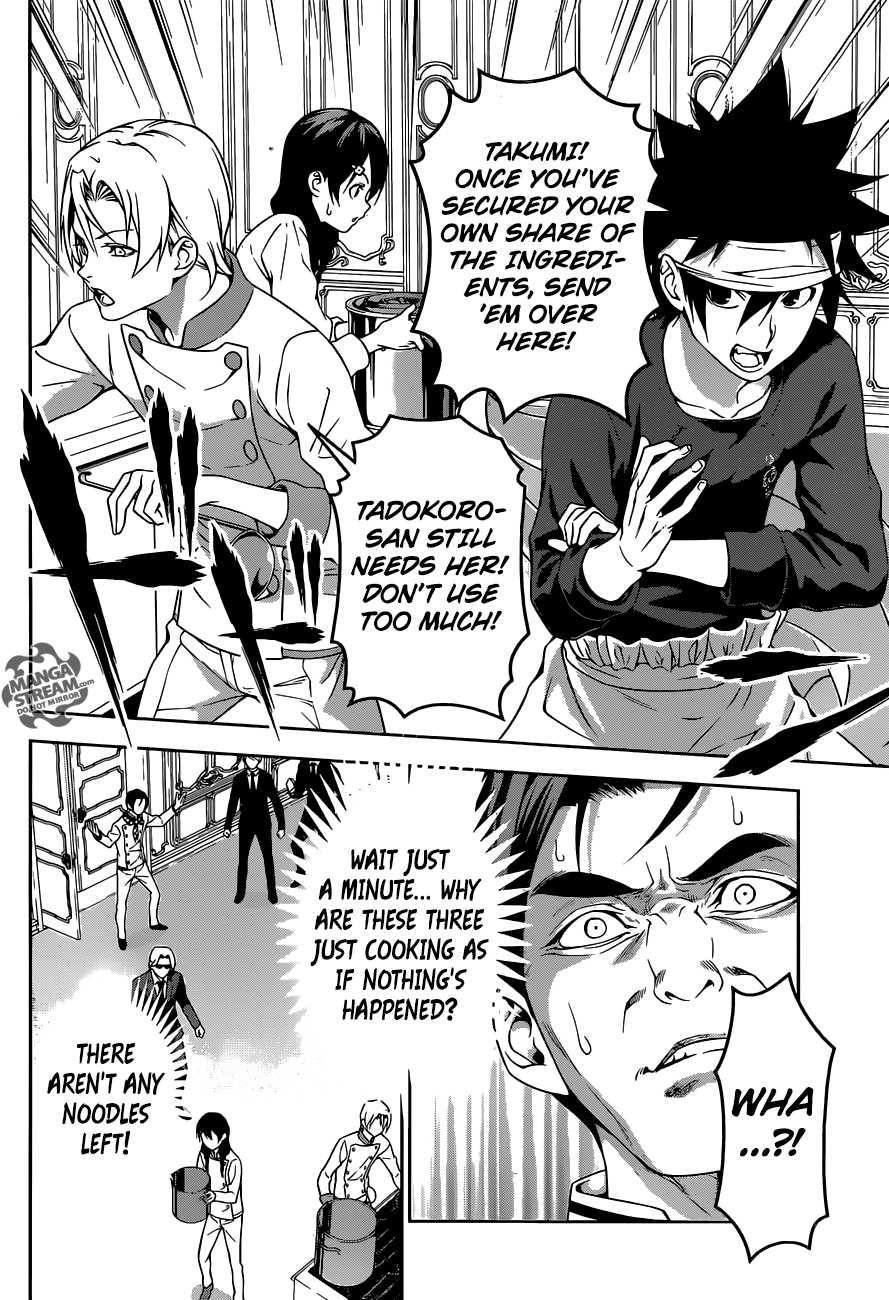 TAKUMI!
ONCE YOU'VE
SECURED YOUR
OWN SHARE OF
THE INGREDI-
ENTS, SEND
'EM OVER
HERE!
TADOKORO-
SAN STILL
NEEDS HER!
DON'T USE
TOO MUCH!
MANGA
STREAM.com
DO NOT MIRROR
WHA
...?!
WAIT JUST
A MINUTE... WHY
ARE THESE THREE
JUST COOKING AS
IF NOTHING'S
HAPPENED?
THERE
AREN'T ANY
NOODLES
LEFT!